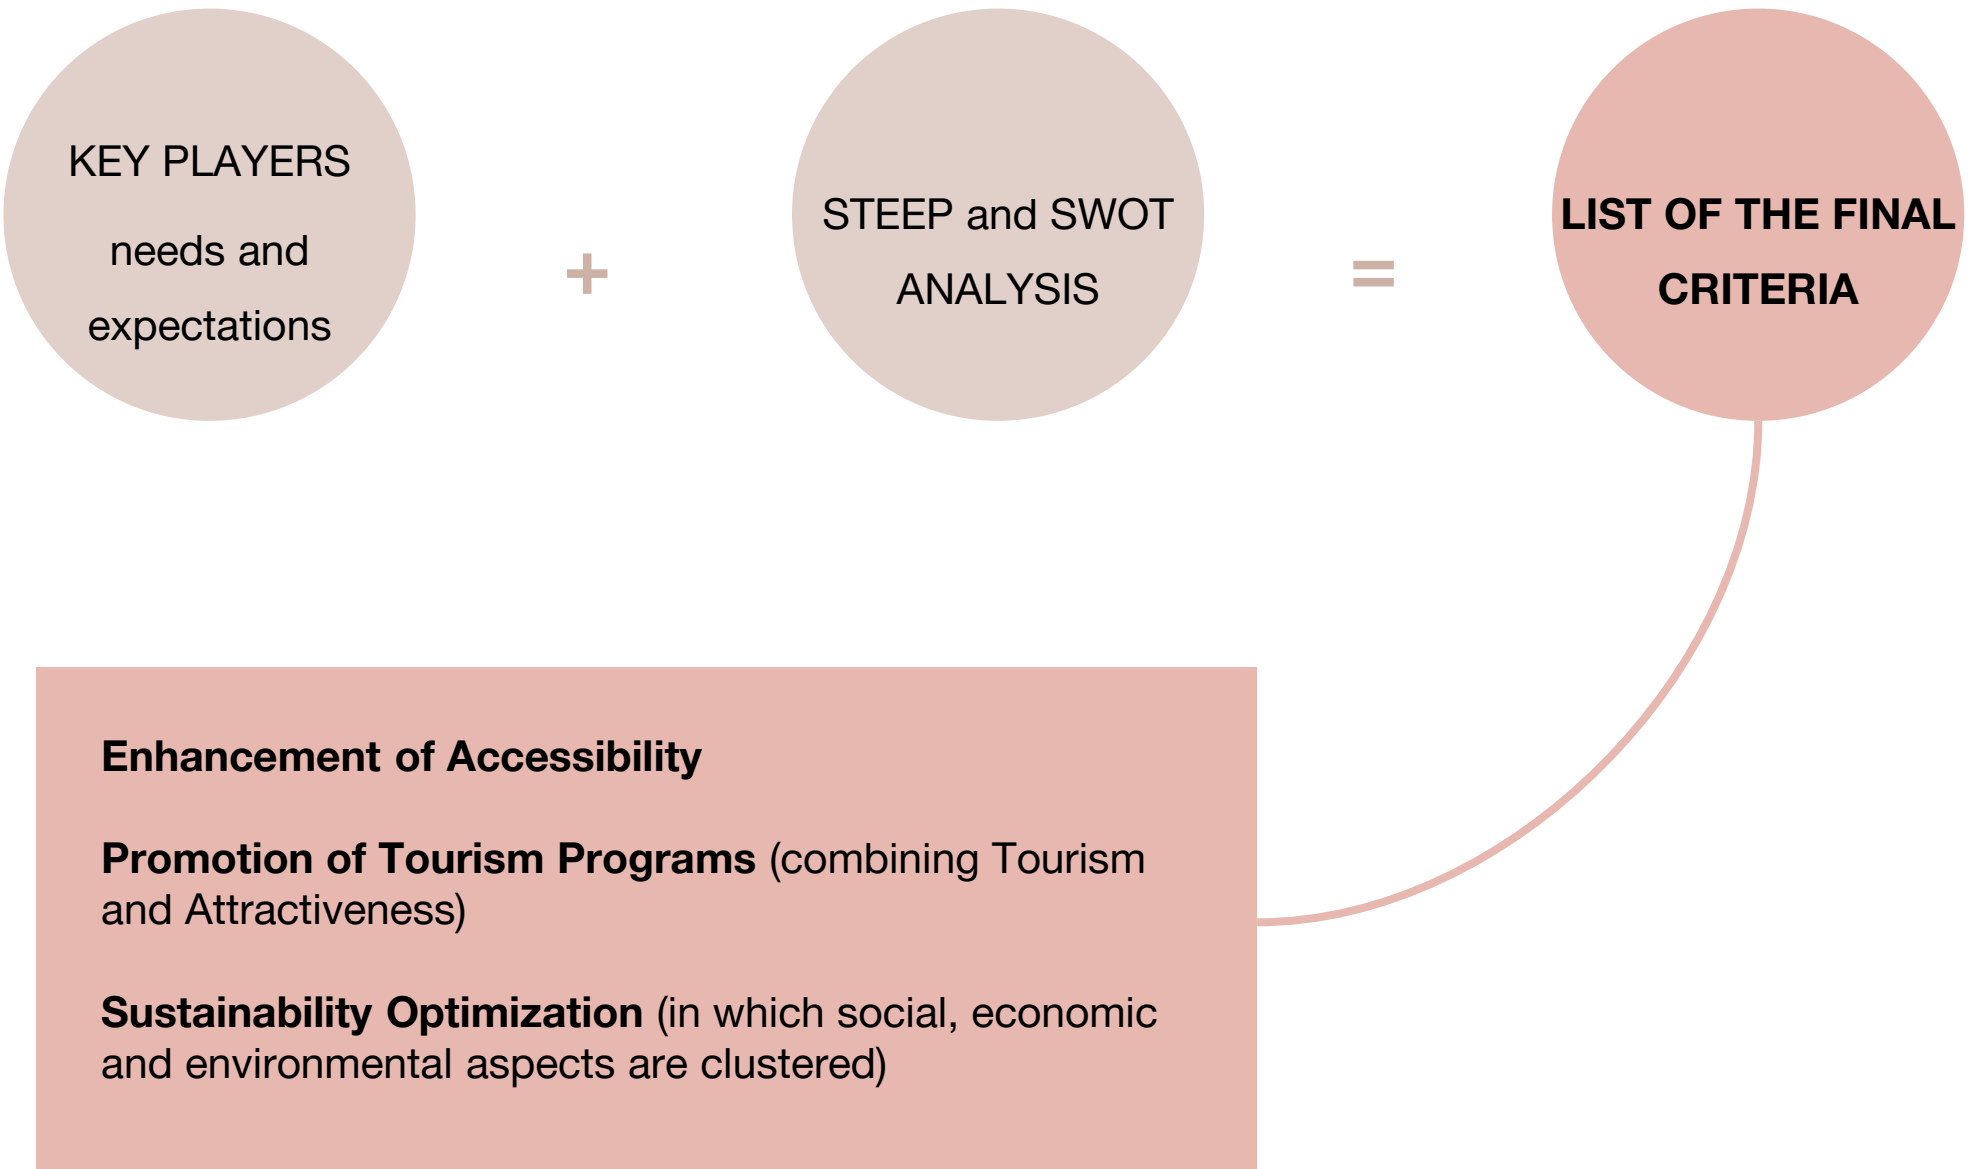 KEY PLAYERS
needs and
expectations
+
STEEP and SWOT
ANALYSIS
=
LIST OF THE FINAL
CRITERIA
Enhancement of Accessibility
Promotion of Tourism Programs (combining Tourism
and Attractiveness)
Sustainability Optimization (in which social, economic
and environmental aspects are clustered)